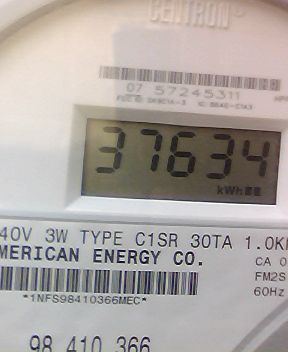 CENTRON
07 57245311
37634
kWh
40V 3W TYPE C1SR 30TA 1.0K
MERICAN ENERGY CO.
CA 0
FM2S
60Hz
*1NFS98410366MEC*
98 410 366